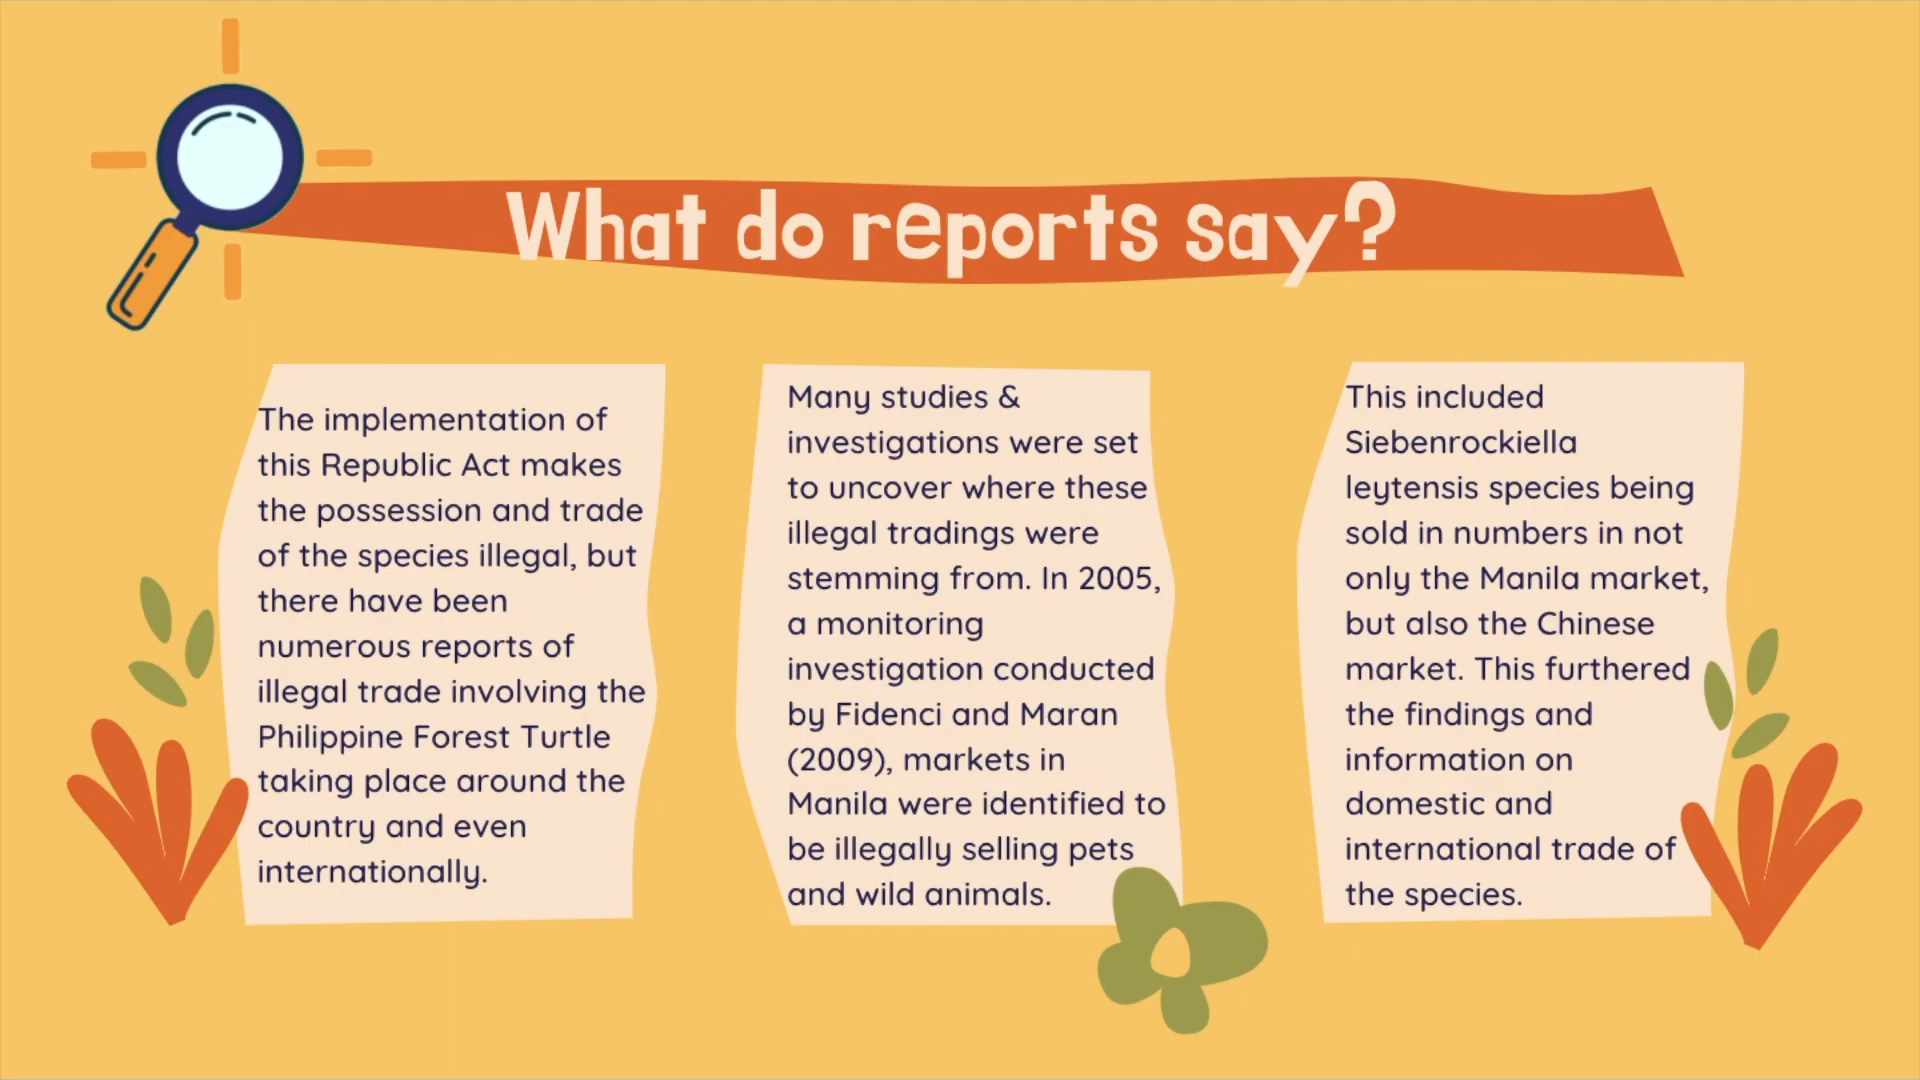 What do reports say?
The implementation of
this Republic Act makes
the possession and trade
of the species illegal, but
there have been
numerous reports of
illegal trade involving the
Philippine Forest Turtle
taking place around the
country and even
internationally.
Many studies &
investigations were set
to uncover where these
illegal tradings were
stemming from. In 2005,
a monitoring
investigation conducted
by Fidenci and Maran
(2009), markets in
Manila were identified to
be illegally selling pets
and wild animals.
This included
Siebenrockiella
leytensis species being
sold in numbers in not
only the Manila market,
but also the Chinese
market. This furthered
the findings and
information on
domestic and
international trade of
the species.